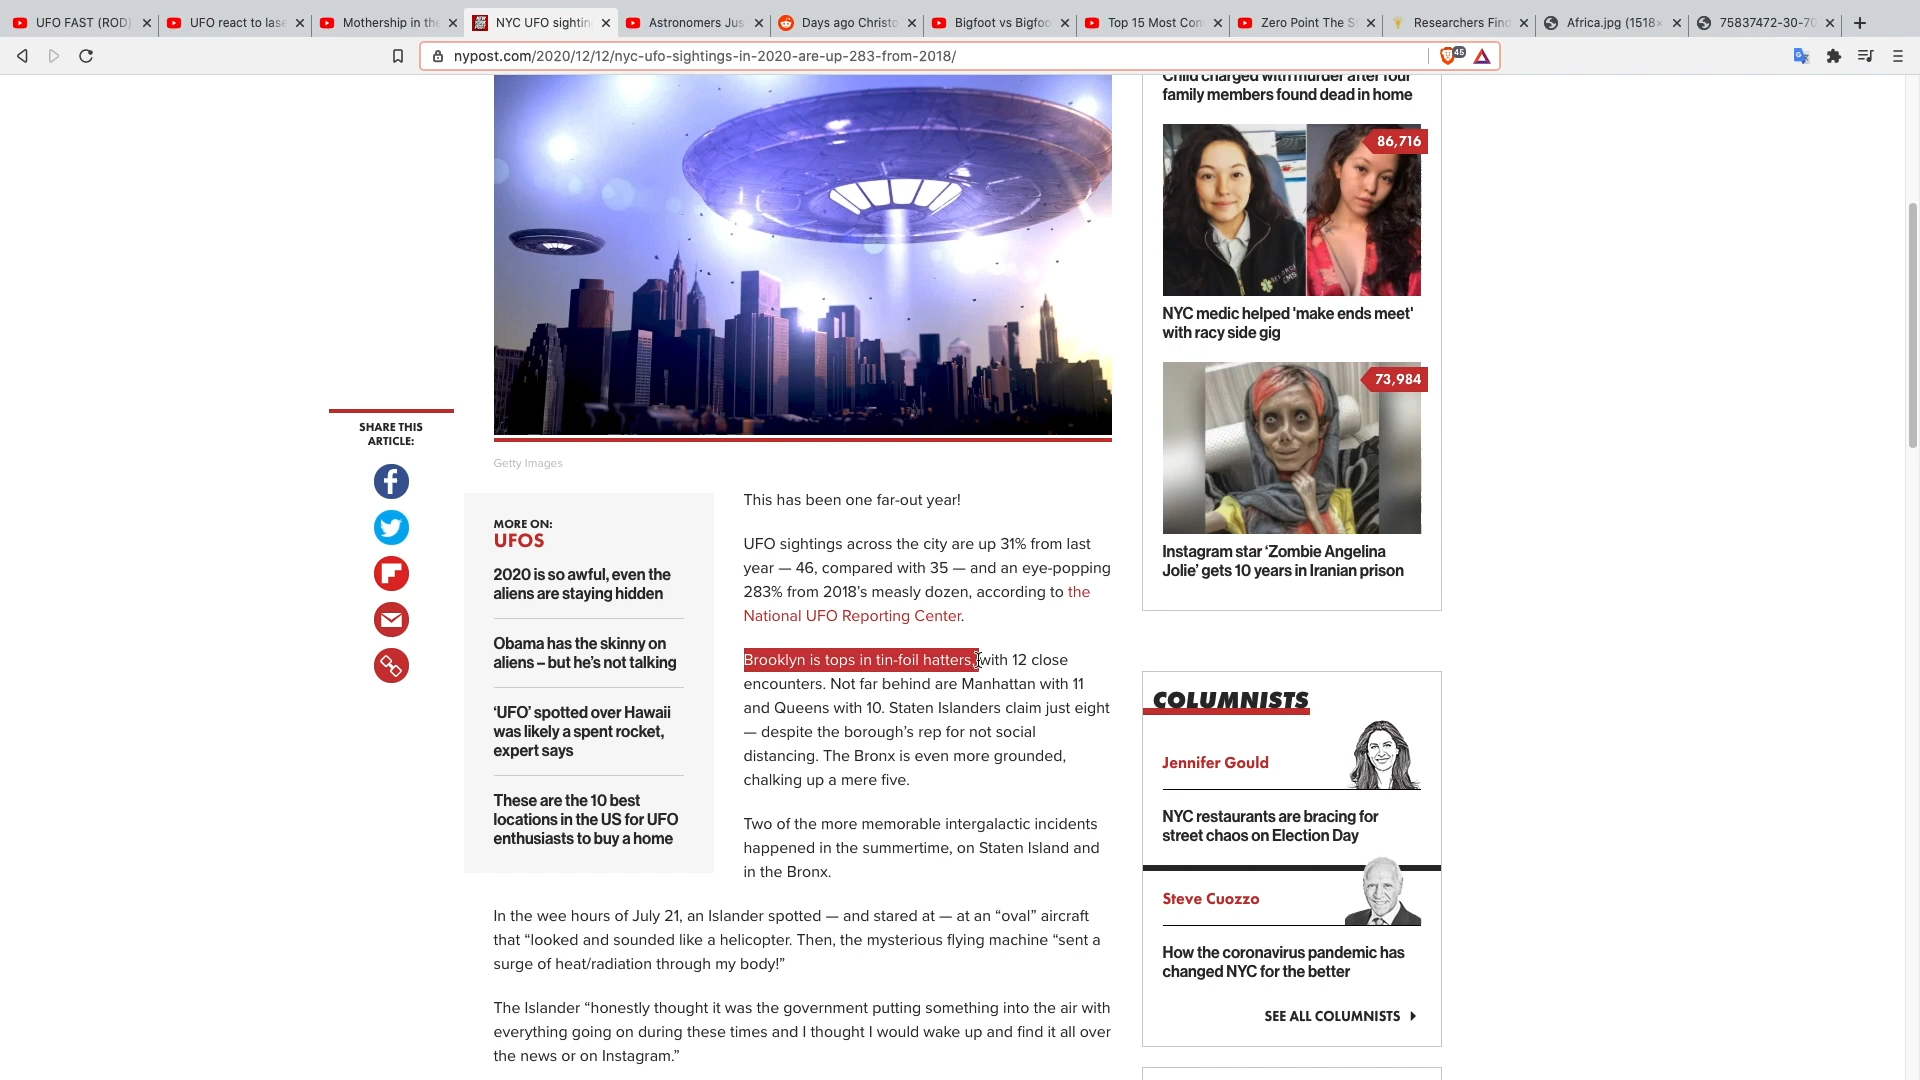 UFO FAST (ROD)
UFO react to lase
Mothership in the
NYC UFO sightin
Astronomers Jus
Days ago Christo
Bigfoot vs Bigfoo
Top 15 Most Con
Zero Point The S
Researchers Find
Africa.jpg (1518×
75837472-30-70
nypost.com/2020/12/12/nyc-ufo-sightings-in-2020-are-up-283-from-2018/
45
Getty Images
SHARE THIS
ARTICLE:
MORE ON:
UFOS
2020 is so awful, even the
aliens are staying hidden
Obama has the skinny on
aliens – but he's not talking
‘UFO’ spotted over Hawaii
was likely a spent rocket,
expert says
These are the 10 best
locations in the US for UFO
enthusiasts to buy a home
This has been one far-out year!
UFO sightings across the city are up 31% from last
year — 46, compared with 35 — and an eye-popping
283% from 2018’s measly dozen, according to the
National UFO Reporting Center.
Brooklyn is tops in tin-foil hatters, with 12 close
encounters. Not far behind are Manhattan with 11
and Queens with 10. Staten Islanders claim just eight
— despite the borough’s rep for not social
distancing. The Bronx is even more grounded,
chalking up a mere five.
Two of the more memorable intergalactic incidents
happened in the summertime, on Staten Island and
in the Bronx.
In the wee hours of July 21, an Islander spotted — and stared at — at an “oval” aircraft
that “looked and sounded like a helicopter. Then, the mysterious flying machine “sent a
surge of heat/radiation through my body!”
The Islander “honestly thought it was the government putting something into the air with
everything going on during these times and I thought I would wake up and find it all over
the news or on Instagram.”
Child charged with murder after four
family members found dead in home
86,716
NYC medic helped 'make ends meet'
with racy side gig
73,984
Instagram star ‘Zombie Angelina
Jolie’ gets 10 years in Iranian prison
COLUMNISTS
Jennifer Gould
NYC restaurants are bracing for
street chaos on Election Day
Steve Cuozzo
How the coronavirus pandemic has
changed NYC for the better
SEE ALL COLUMNISTS